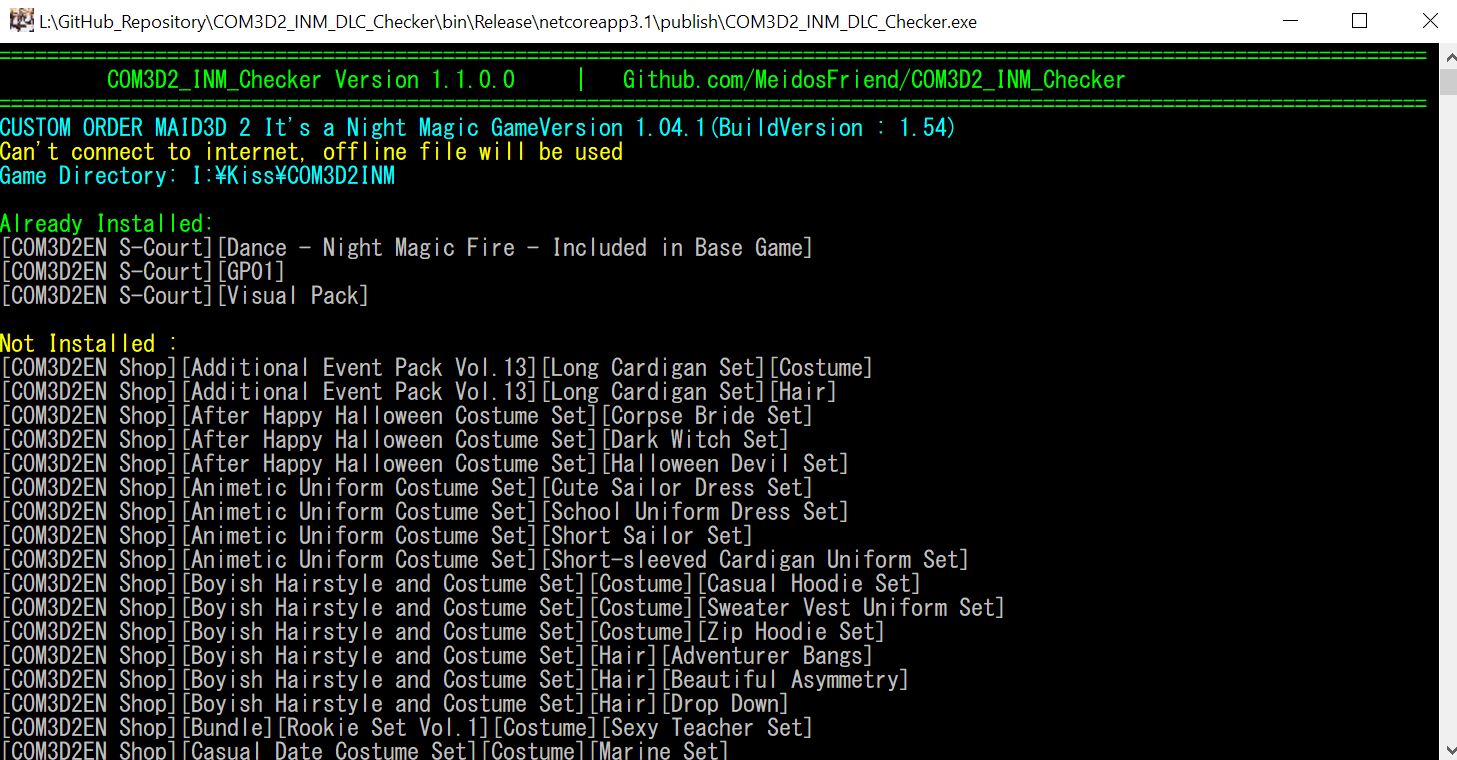 L:\GitHub_Repository\COM3D2_INM_DLC_Checker\bin\Release\netcoreapp3.1\publish\COM3D2_INM_DLC_Checker.exe
COM3D2_INM_Checker Version 1.1.0.0 | Github.com/MeidosFriend/COM3D2_INM_Checker
CUSTOM ORDER MAID3D 2 It's a Night Magic GameVersion 1.04.1(BuildVersion : 1.54)
Can't connect to internet, offline file will be used
Game Directory: I:¥Kiss¥COM3D2INM
Already Installed:
[COM3D2EN S-Court][Dance - Night Magic Fire - Included in Base Game]
[COM3D2EN S-Court][GP01]
[COM3D2EN S-Court][Visual Pack]
Not Installed :
[COM3D2EN Shop][Additional Event Pack Vol.13][Long Cardigan Set][Costume]
[COM3D2EN Shop][Additional Event Pack Vol.13][Long Cardigan Set][Hair]
[COM3D2EN Shop][After Happy Halloween Costume Set][Corpse Bride Set]
[COM3D2EN Shop][After Happy Halloween Costume Set][Dark Witch Set]
[COM3D2EN Shop][After Happy Halloween Costume Set][Halloween Devil Set]
[COM3D2EN Shop][Animetic Uniform Costume Set][Cute Sailor Dress Set]
[COM3D2EN Shop][Animetic Uniform Costume Set][School Uniform Dress Set]
[COM3D2EN Shop][Animetic Uniform Costume Set][Short Sailor Set]
[COM3D2EN Shop][Animetic Uniform Costume Set][Short-sleeved Cardigan Uniform Set]
[COM3D2EN Shop][Boyish Hairstyle and Costume Set][Costume][Casual Hoodie Set]
[COM3D2EN Shop][Boyish Hairstyle and Costume Set][Costume][Sweater Vest Uniform Set]
[COM3D2EN Shop][Boyish Hairstyle and Costume Set][Costume][Zip Hoodie Set]
[COM3D2EN Shop][Boyish Hairstyle and Costume Set][Hair][Adventurer Bangs]
[COM3D2EN Shop][Boyish Hairstyle and Costume Set][Hair][Beautiful Asymmetry]
[COM3D2EN Shop][Boyish Hairstyle and Costume Set][Hair][Drop Down]
[COM3D2EN Shop][Bundle][Rookie Set Vol.1][Costume][Sexy Teacher Set]
[COM3D2EN Shop][Casual Date Costume Set][Costume][Marine Set]